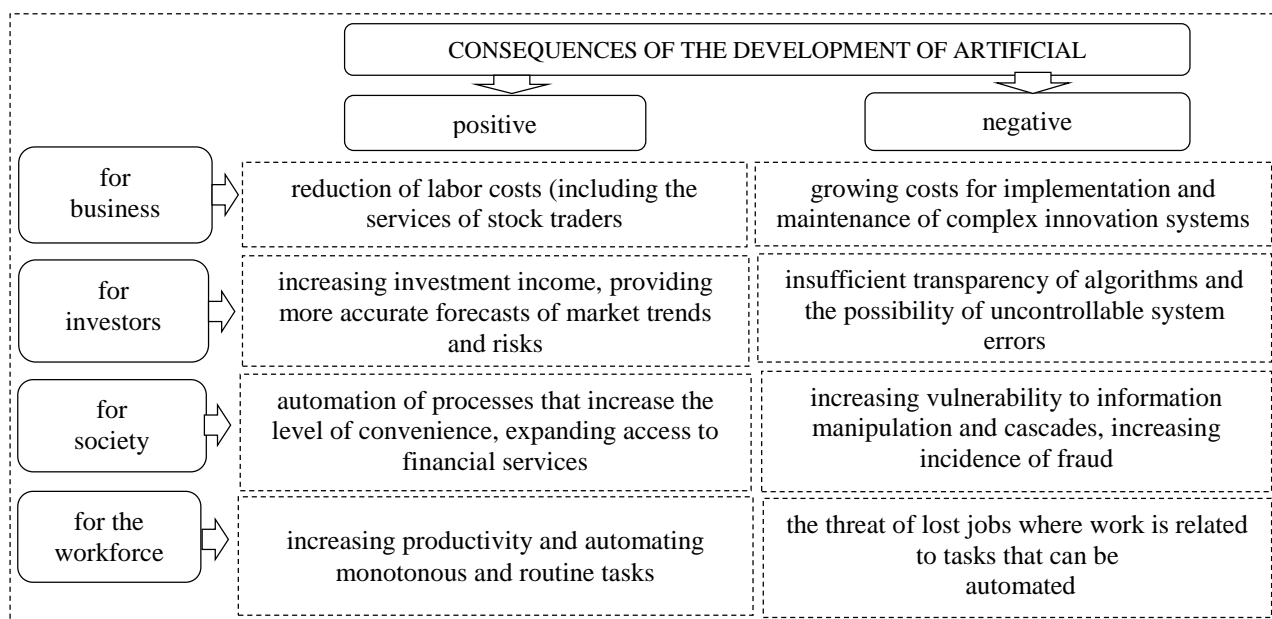 CONSEQUENCES OF THE DEVELOPMENT OF ARTIFICIAL
positive
negative
for
business
reduction of labor costs (including the
services of stock traders
growing costs for implementation and
maintenance of complex innovation systems
for
investors
increasing investment income, providing
more accurate forecasts of market trends
and risks
insufficient transparency of algorithms and
the possibility of uncontrollable system
errors
for
society
automation of processes that increase the
level of convenience, expanding access to
financial services
increasing vulnerability to information
manipulation and cascades, increasing
incidence of fraud
for the
workforce
increasing productivity and automating
monotonous and routine tasks
the threat of lost jobs where work is related
to tasks that can be
automated